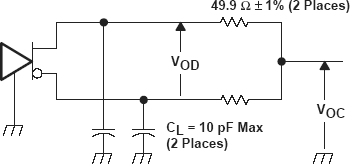 49.9 Ω ± 1% (2 Places)
VOD
VOC
CL = 10 pF Max
(2 Places)